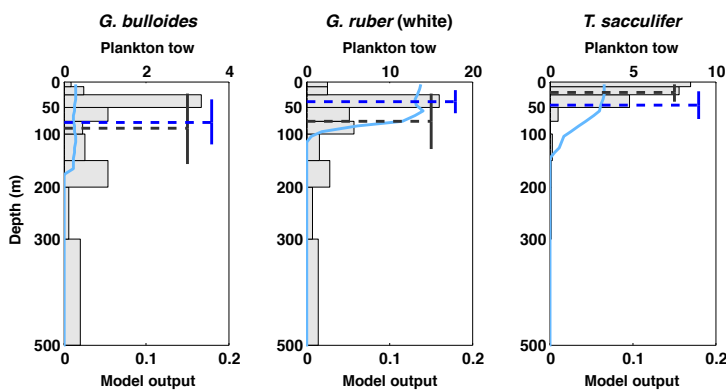 G. bulloides
G. ruber (white)
T. sacculifer
Plankton tow
Plankton tow
Plankton tow
0 2 4
0 10 20
0 5 10
0
50
100
200
300
500
0
50
100
200
300
500
0
50
100
200
300
500
Depth (m)
0 0.1 0.2
0 0.1 0.2
0 0.1 0.2
Model output
Model output
Model output